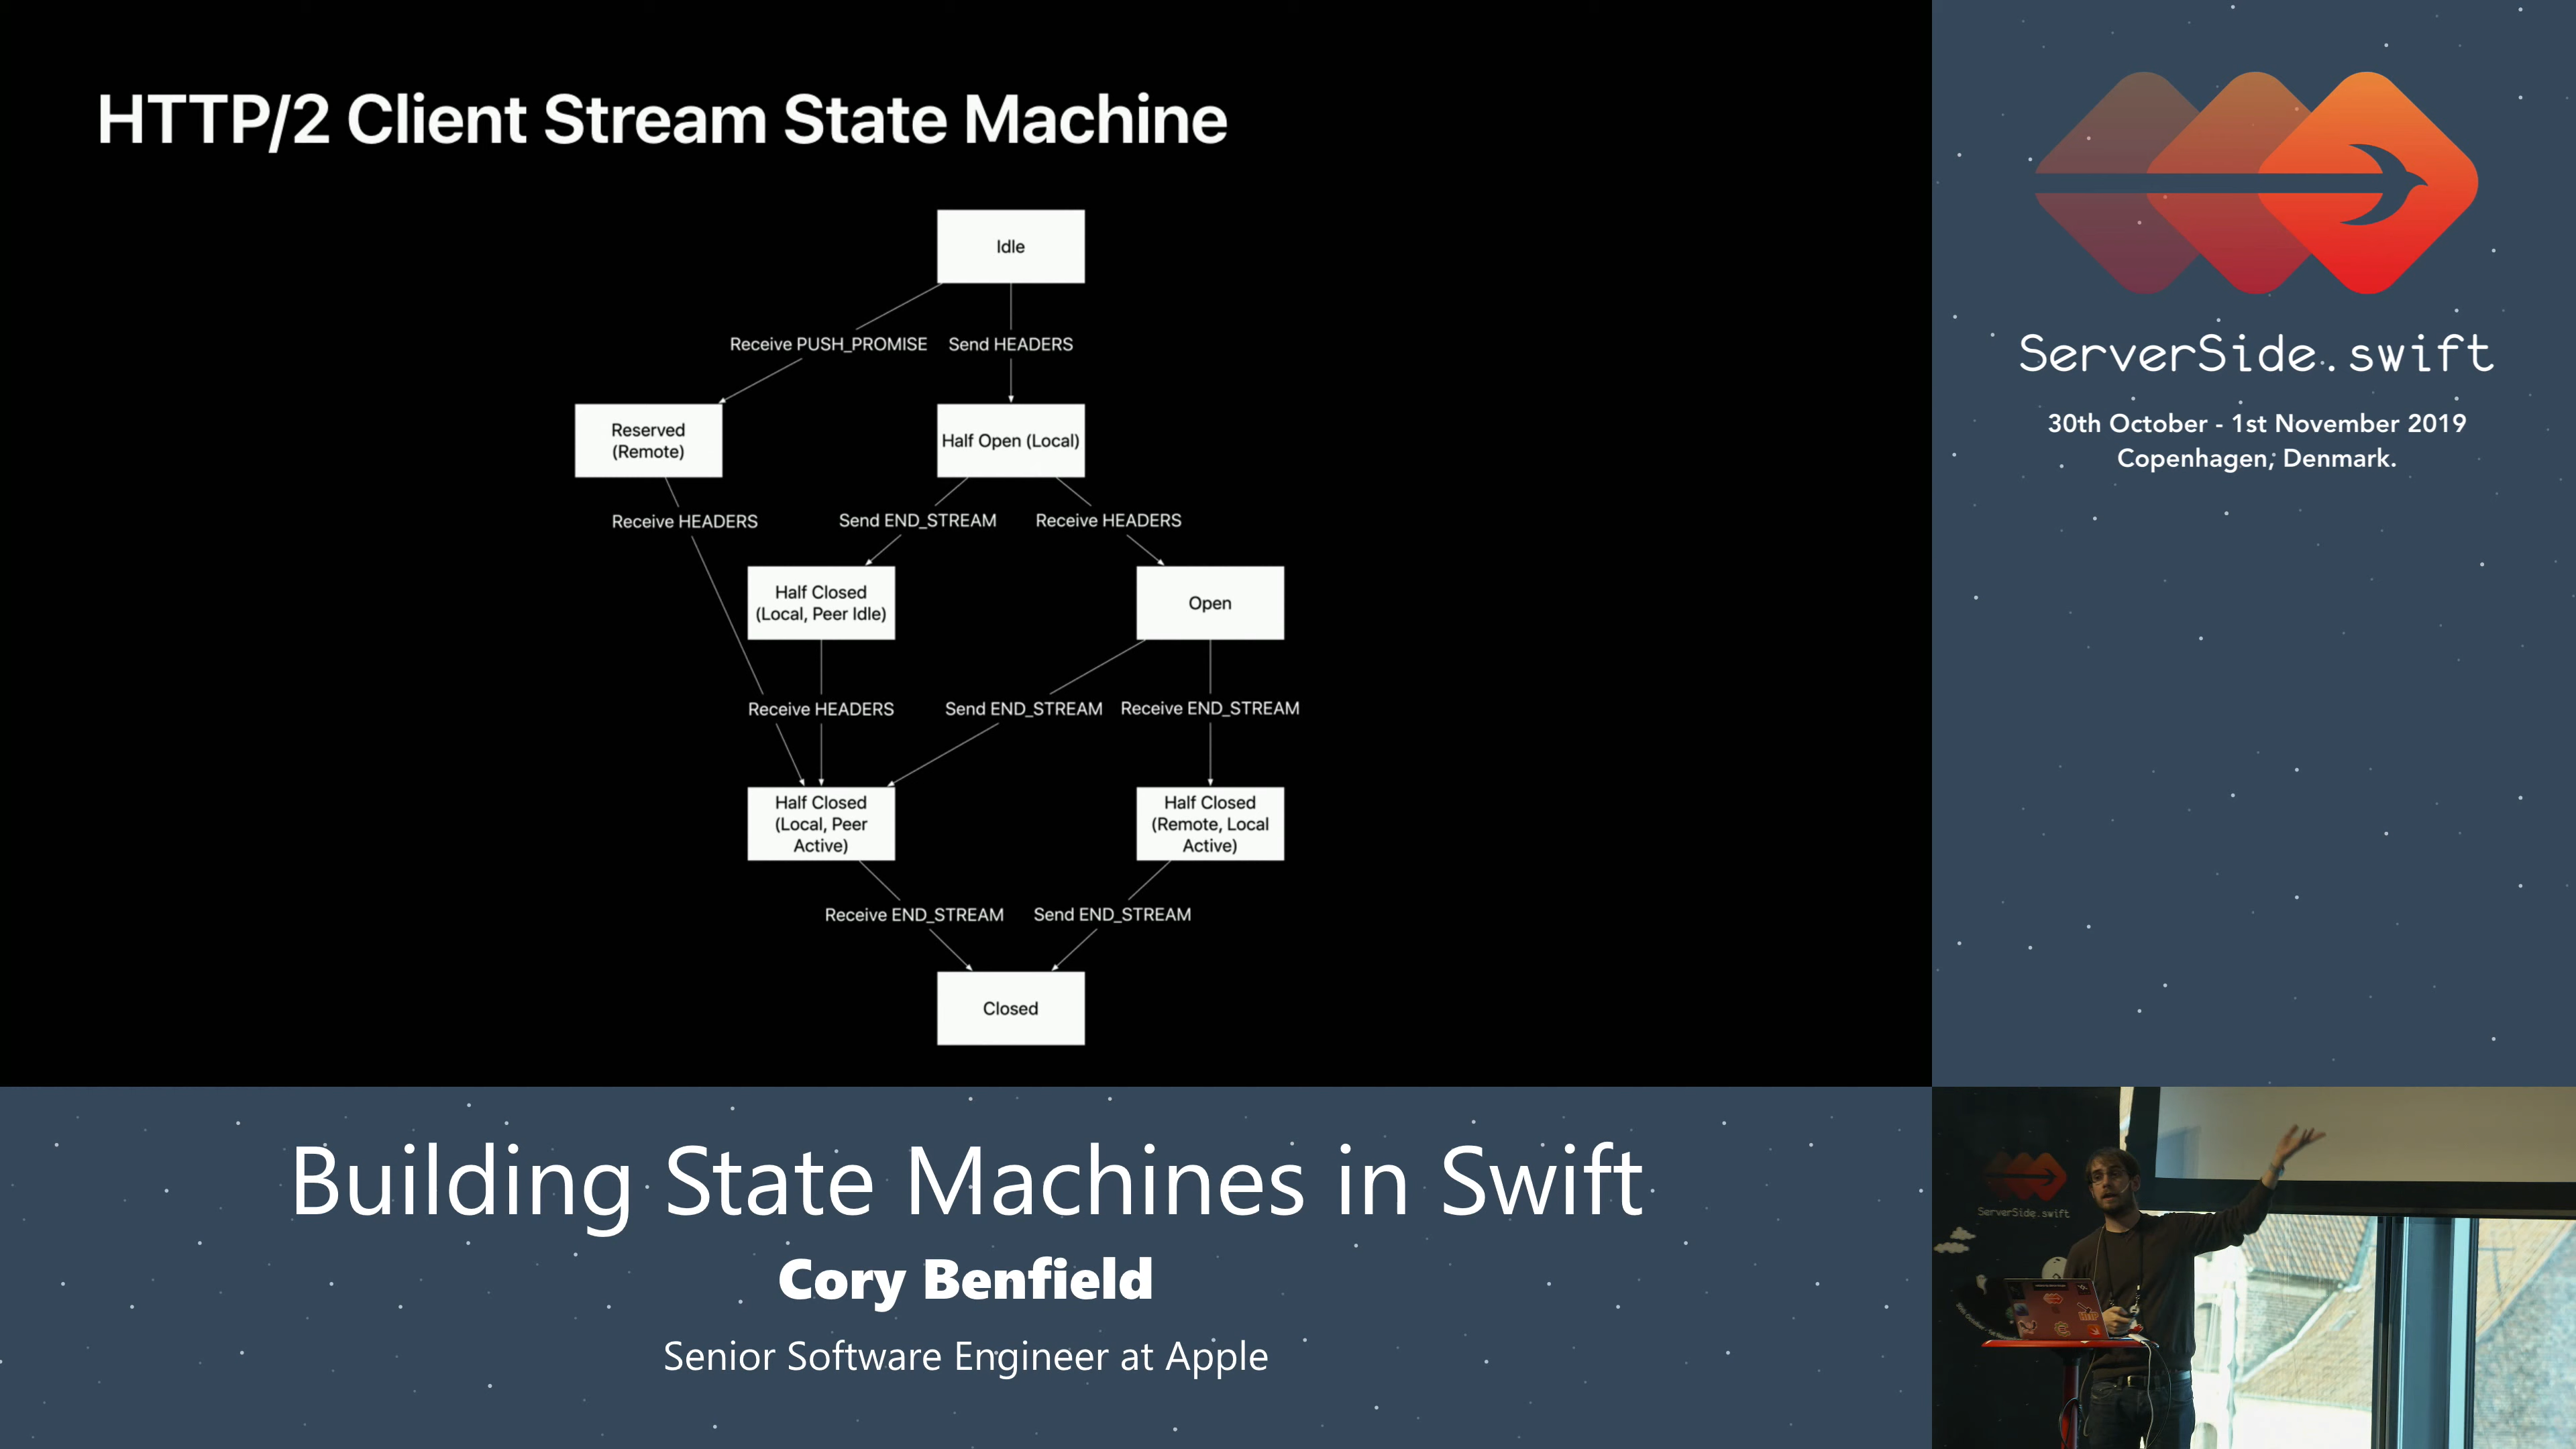 HTTP/2 Client Stream State Machine
Idle
Receive PUSH_PROMISE
Send HEADERS
Reserved
(Remote)
Half Open (Local)
Receive HEADERS
Send END_STREAM
Receive HEADERS
Half Closed
(Local, Peer Idle)
Open
Receive HEADERS
Send END_STREAM
Receive END_STREAM
Half Closed
(Local, Peer
Active)
Half Closed
(Remote, Local
Active)
Receive END_STREAM
Send END_STREAM
Closed
ServerSide.swift
30th October - 1st November 2019
Copenhagen, Denmark.
Building State Machines in Swift
Cory Benfield
Senior Software Engineer at Apple
ServerSide.swift